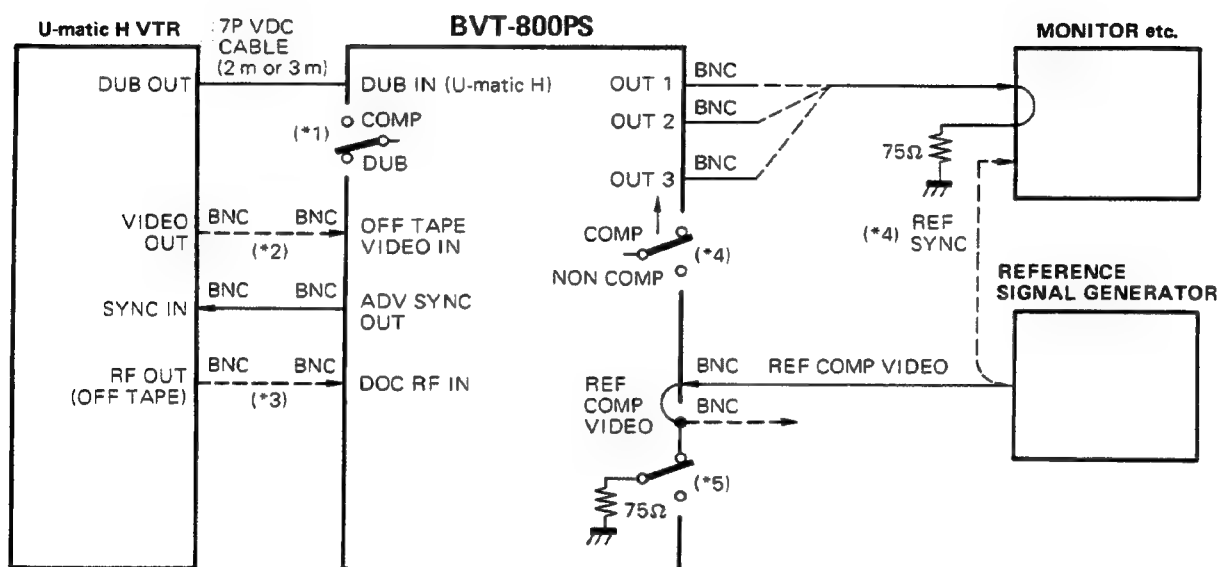 U-matic H VTR
7P VDC
CABLE
(2 m or 3 m)
BVT-800PS
MONITOR etc.
DUB OUT
DUB IN (U-matic H)
OUT 1
BNC
(*1)
COMP
DUB
OUT 2
BNC
OUT 3
BNC
75Ω
VIDEO
OUT
BNC
BNC
(*2)
OFF TAPE
VIDEO IN
COMP
NON COMP
(*4)
(*4)
REF
SYNC
SYNC IN
BNC
BNC
ADV SYNC
OUT
REFERENCE
SIGNAL GENERATOR
RF OUT
(OFF TAPE)
BNC
BNC
(*3)
DOC RF IN
REF
COMP
VIDEO
BNC
REF COMP VIDEO
BNC
(*5)
75Ω